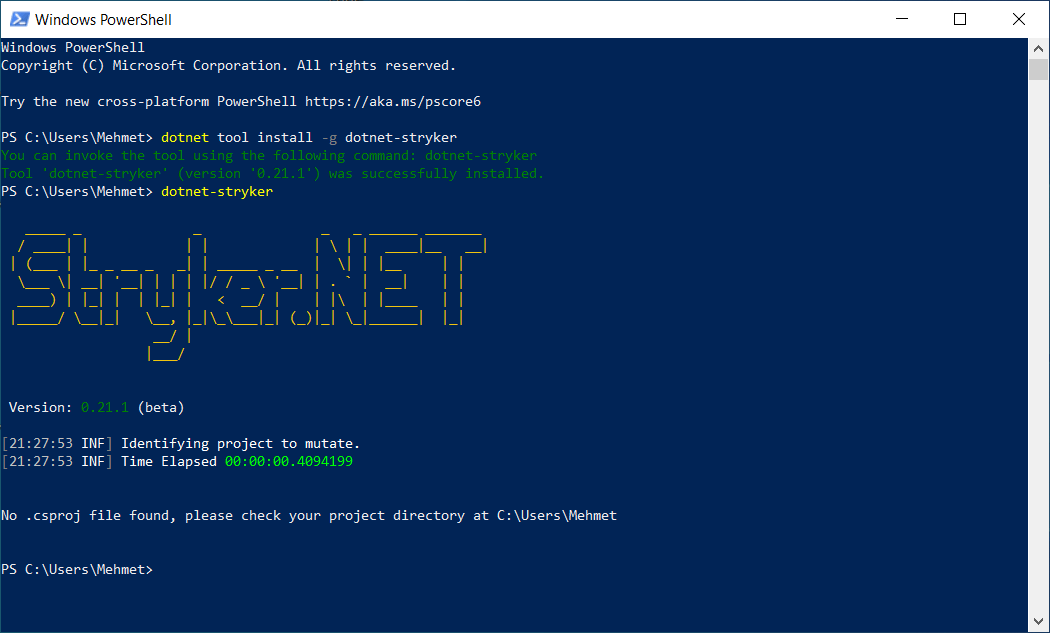 Windows PowerShell
Windows PowerShell
Copyright (C) Microsoft Corporation. All rights reserved.
Try the new cross-platform PowerShell https://aka.ms/pscore6
PS C:\Users\Mehmet> dotnet tool install -g dotnet-stryker
You can invoke the tool using the following command: dotnet-stryker
Tool 'dotnet-stryker' (version '0.21.1') was successfully installed.
PS C:\Users\Mehmet> dotnet-stryker
Stryker.NET
Version: 0.21.1 (beta)
[21:27:53 INF] Identifying project to mutate.
[21:27:53 INF] Time Elapsed 00:00:00.4094199
No .csproj file found, please check your project directory at C:\Users\Mehmet
PS C:\Users\Mehmet>